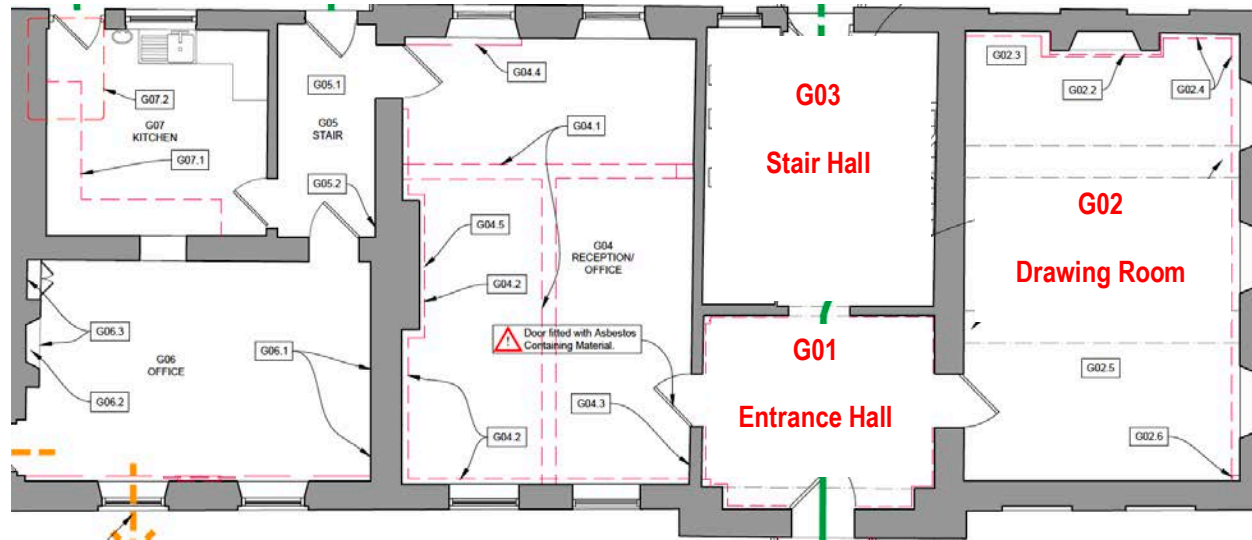 G04.4
G02.3
G05.1
G03
G07.2
G02.2
G02.4
G07
KITCHEN
G05
STAIR
G04.1
G07.1
Stair Hall
G05.2
G02
G04.5
G04
RECEPTION/
OFFICE
Drawing Room
G04.2
G06.3
Door fitted with Asbestos
Containing Material.
G06
OFFICE
G06.1
G01
G02.5
G06.2
G04.3
Entrance Hall
G04.2
G02.6